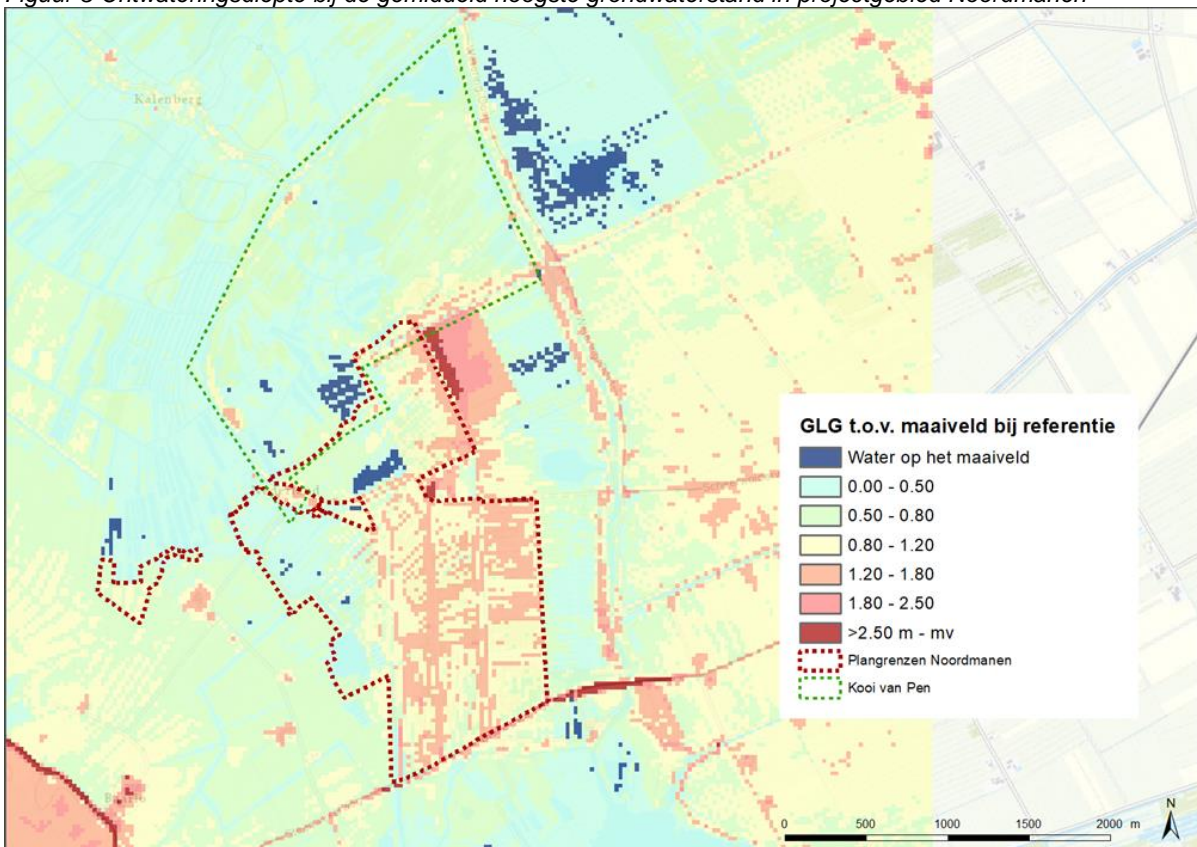 Figuur 8 Ontwateringsdiepte bij de gemiddeld hoogste grondwaterstand in projectgebied Noordmanen
Kalenberg
GLG t.o.v. maaiveld bij referentie
Water op het maaiveld
0.00 - 0.50
0.50 - 0.80
0.80 - 1.20
1.20 - 1.80
1.80 - 2.50
>2.50 m - mv
Plangrenzen Noordmanen
Kooi van Pen
N
0 500 1000 1500 2000 m